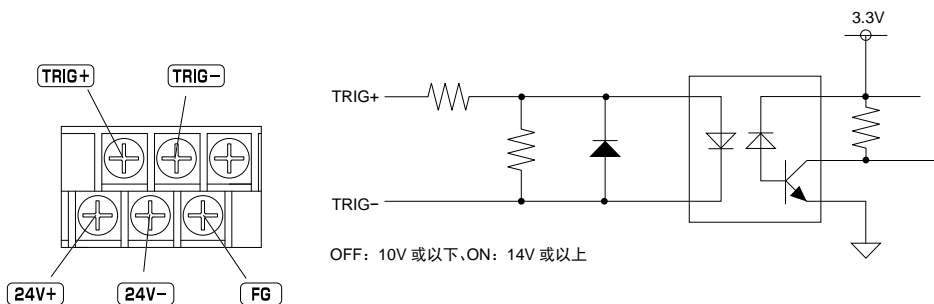 3.3V
TRIG+
TRIG-
TRIG+
TRIG-
OFF：10V 或以下、ON：14V 或以上
24V+
24V-
FG